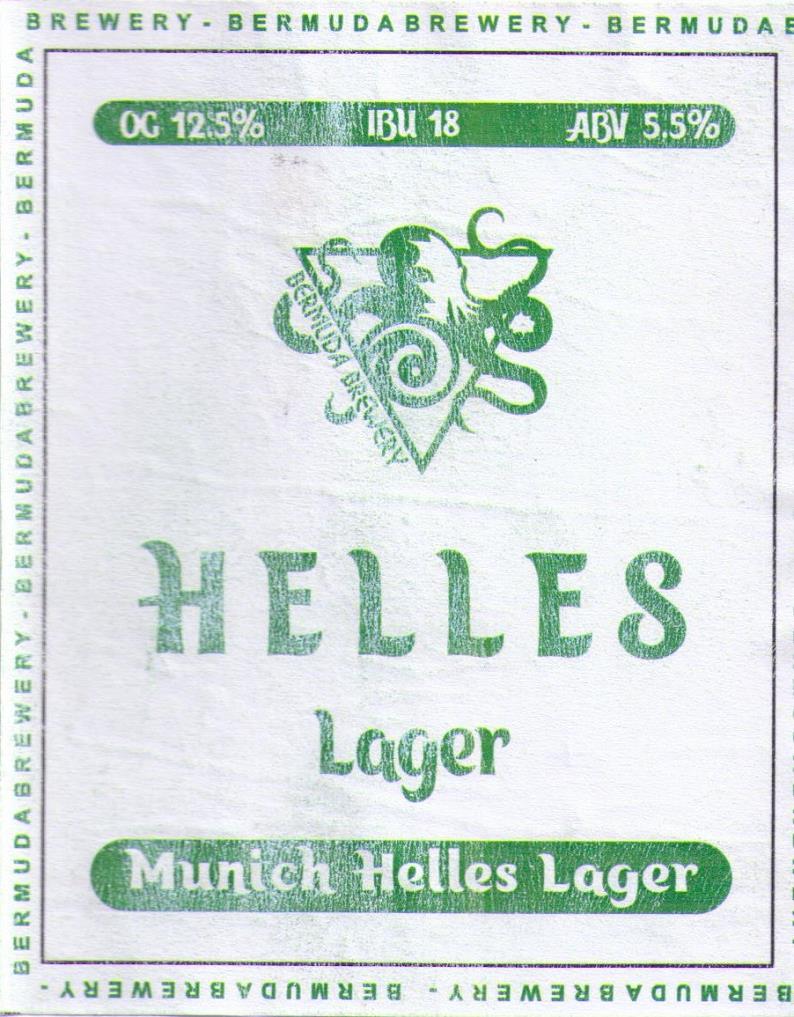 BREWERY - BERMUDABREWERY - BERMUDAB
BERMUDABREWERY - BERMUDABREWERY - BERMUDA
OG 12.5% IBU 18 ABV 5.5%
BERMUDA BREWERY
HELLES
Lager
Munich Helles Lager
BERMUDABREWERY - BERMUDABREWERY -